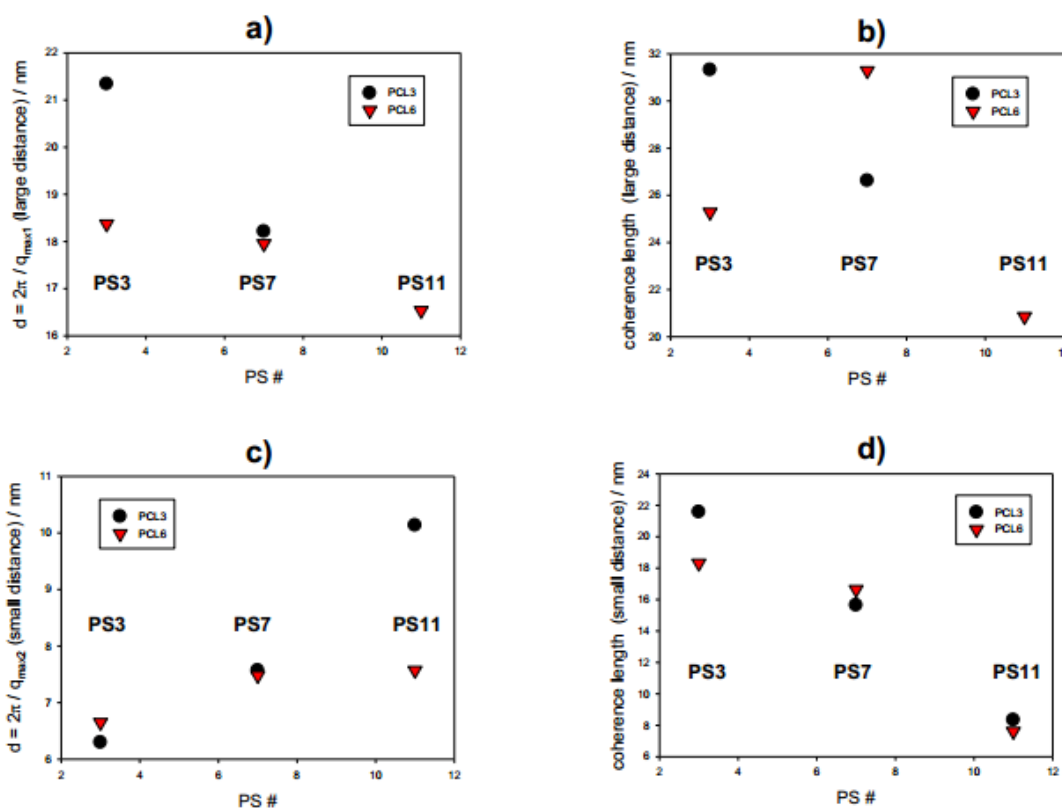 a)
22
21
20
19
18
17
16
d = 2π / q_max1 (large distance) / nm
PCL3
PCL6
PS3 PS7 PS11
2 4 6 8 10 12
PS #
b)
32
30
28
26
24
22
20
coherence length (large distance) / nm
PCL3
PCL6
PS3 PS7 PS11
2 4 6 8 10 12
PS #
c)
11
10
9
8
7
6
d = 2π / q_max2 (small distance) / nm
PCL3
PCL6
PS3 PS7 PS11
2 4 6 8 10 12
PS #
d)
24
22
20
18
16
14
12
10
8
6
coherence length (small distance) / nm
PCL3
PCL6
PS3 PS7 PS11
2 4 6 8 10 12
PS #